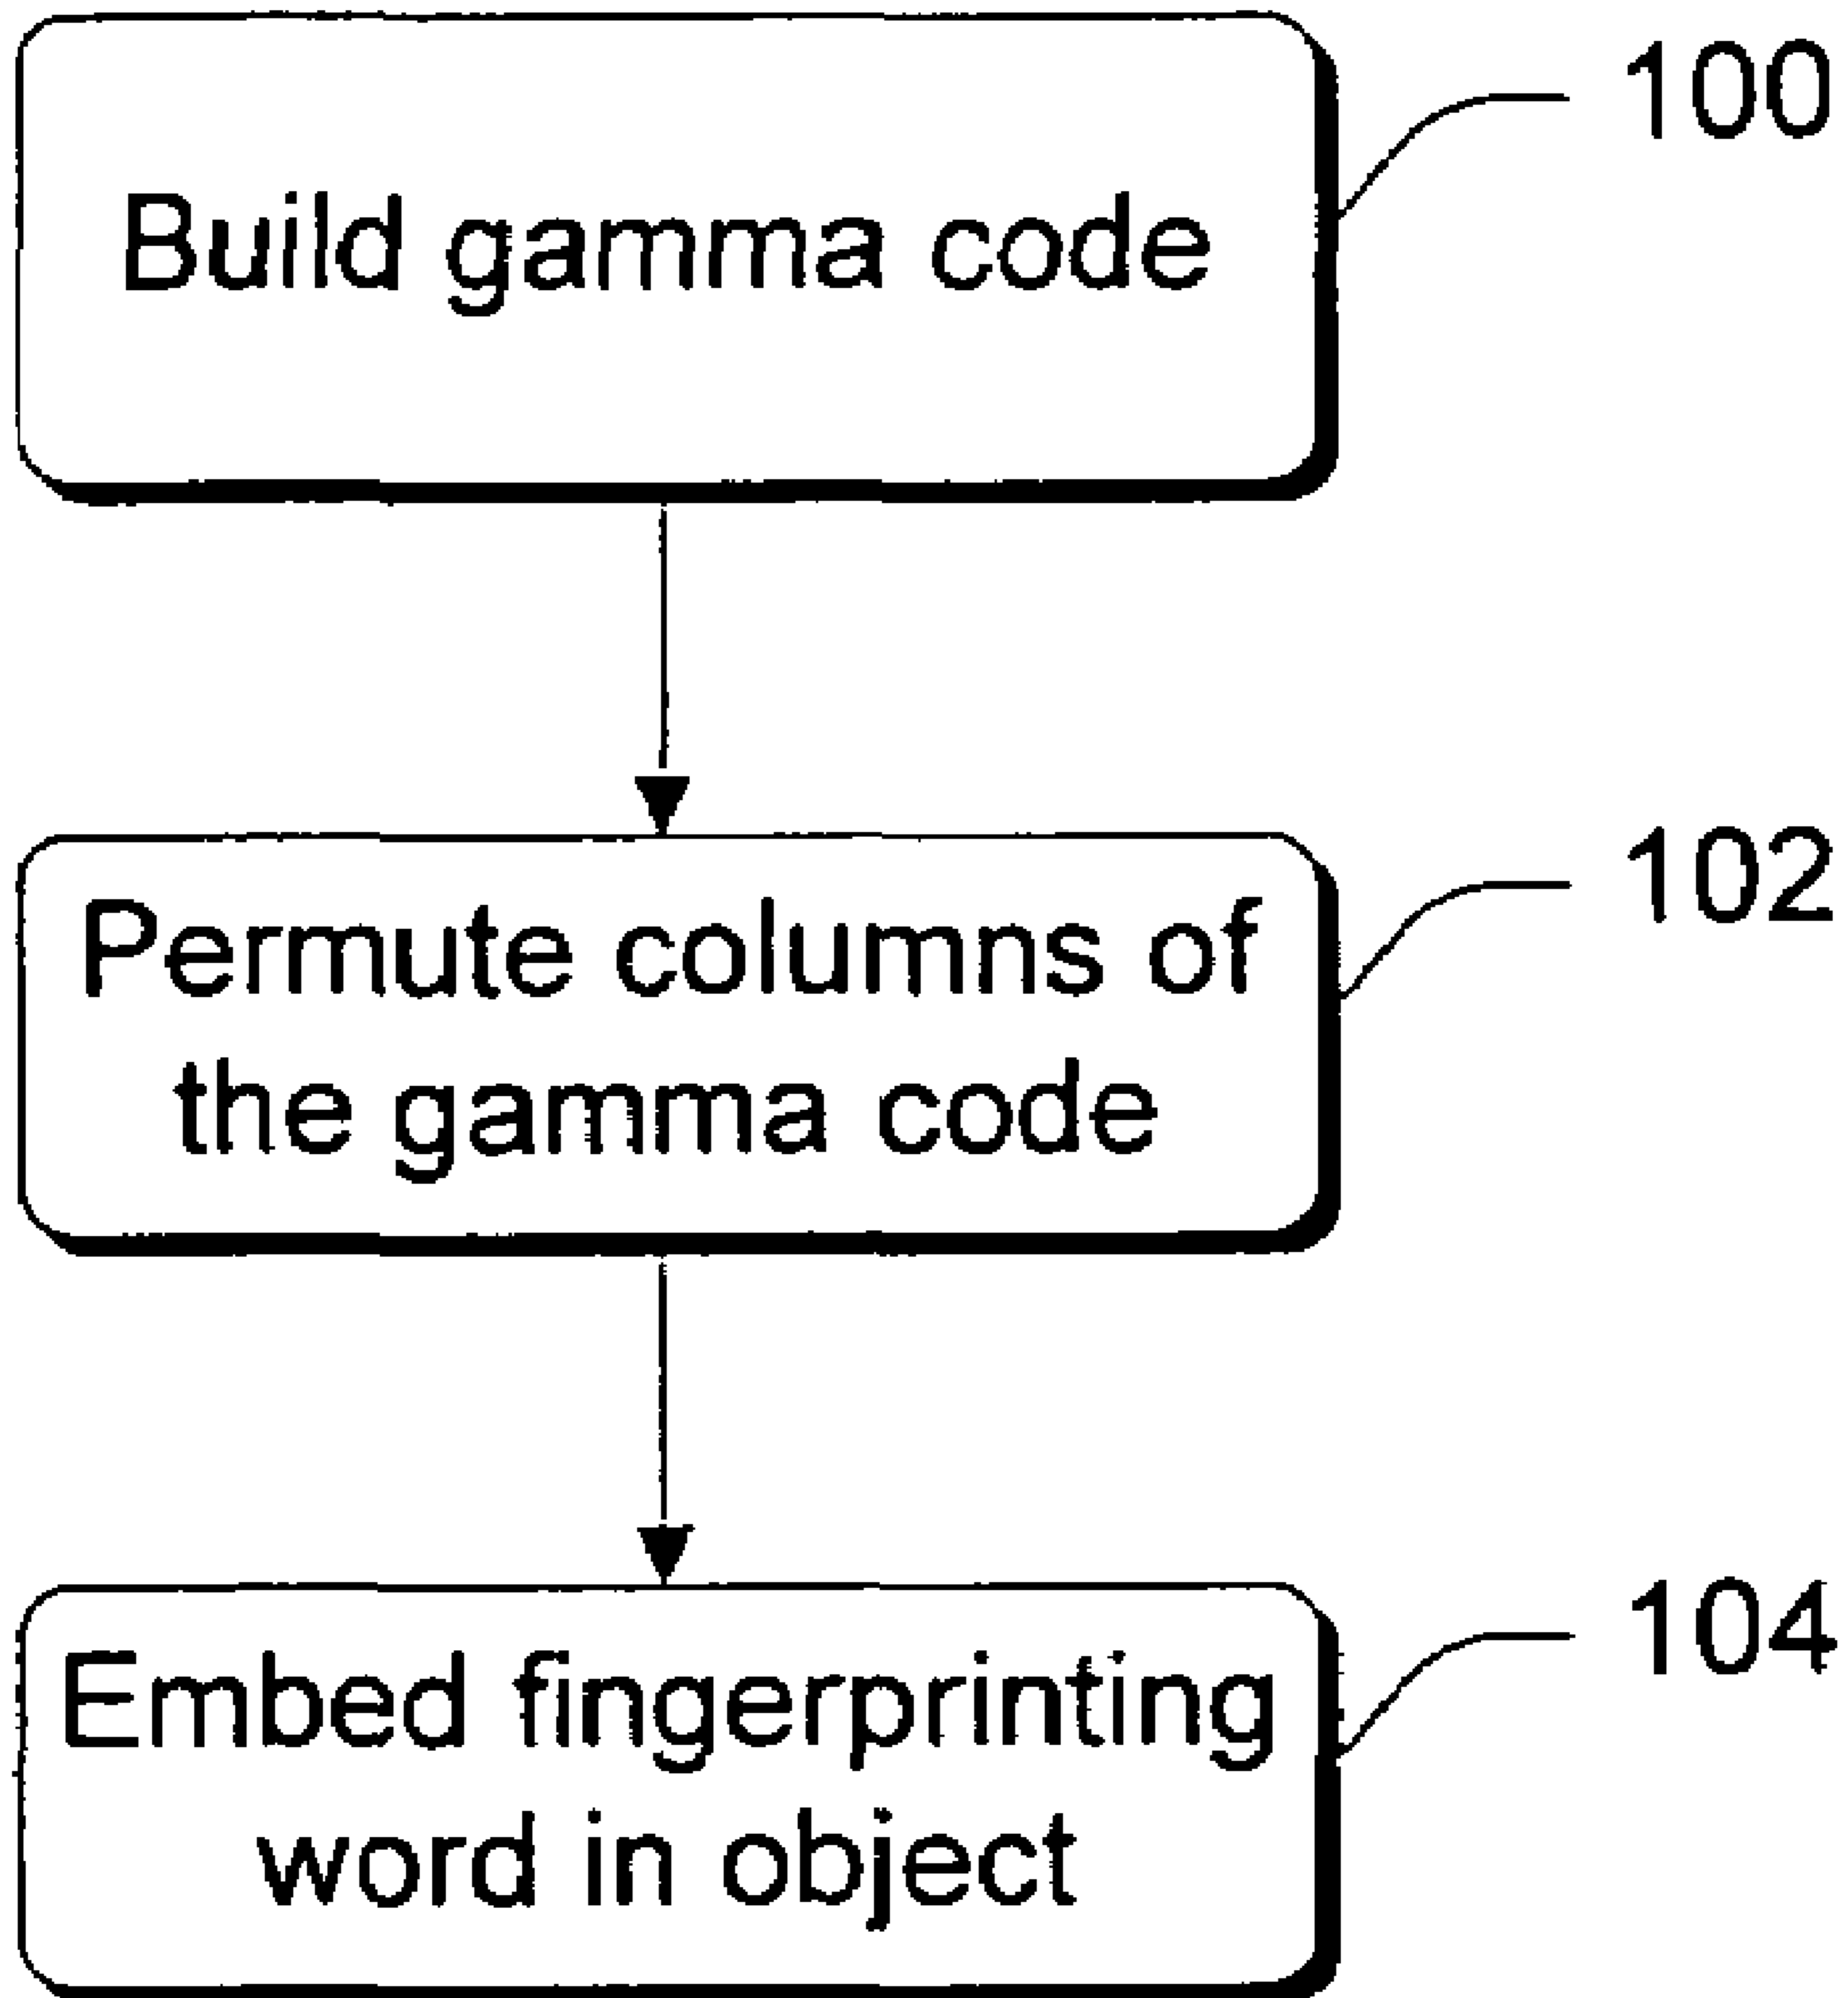 Build gamma code
100
Permute columns of
the gamma code
102
Embed fingerprinting
word in object
104